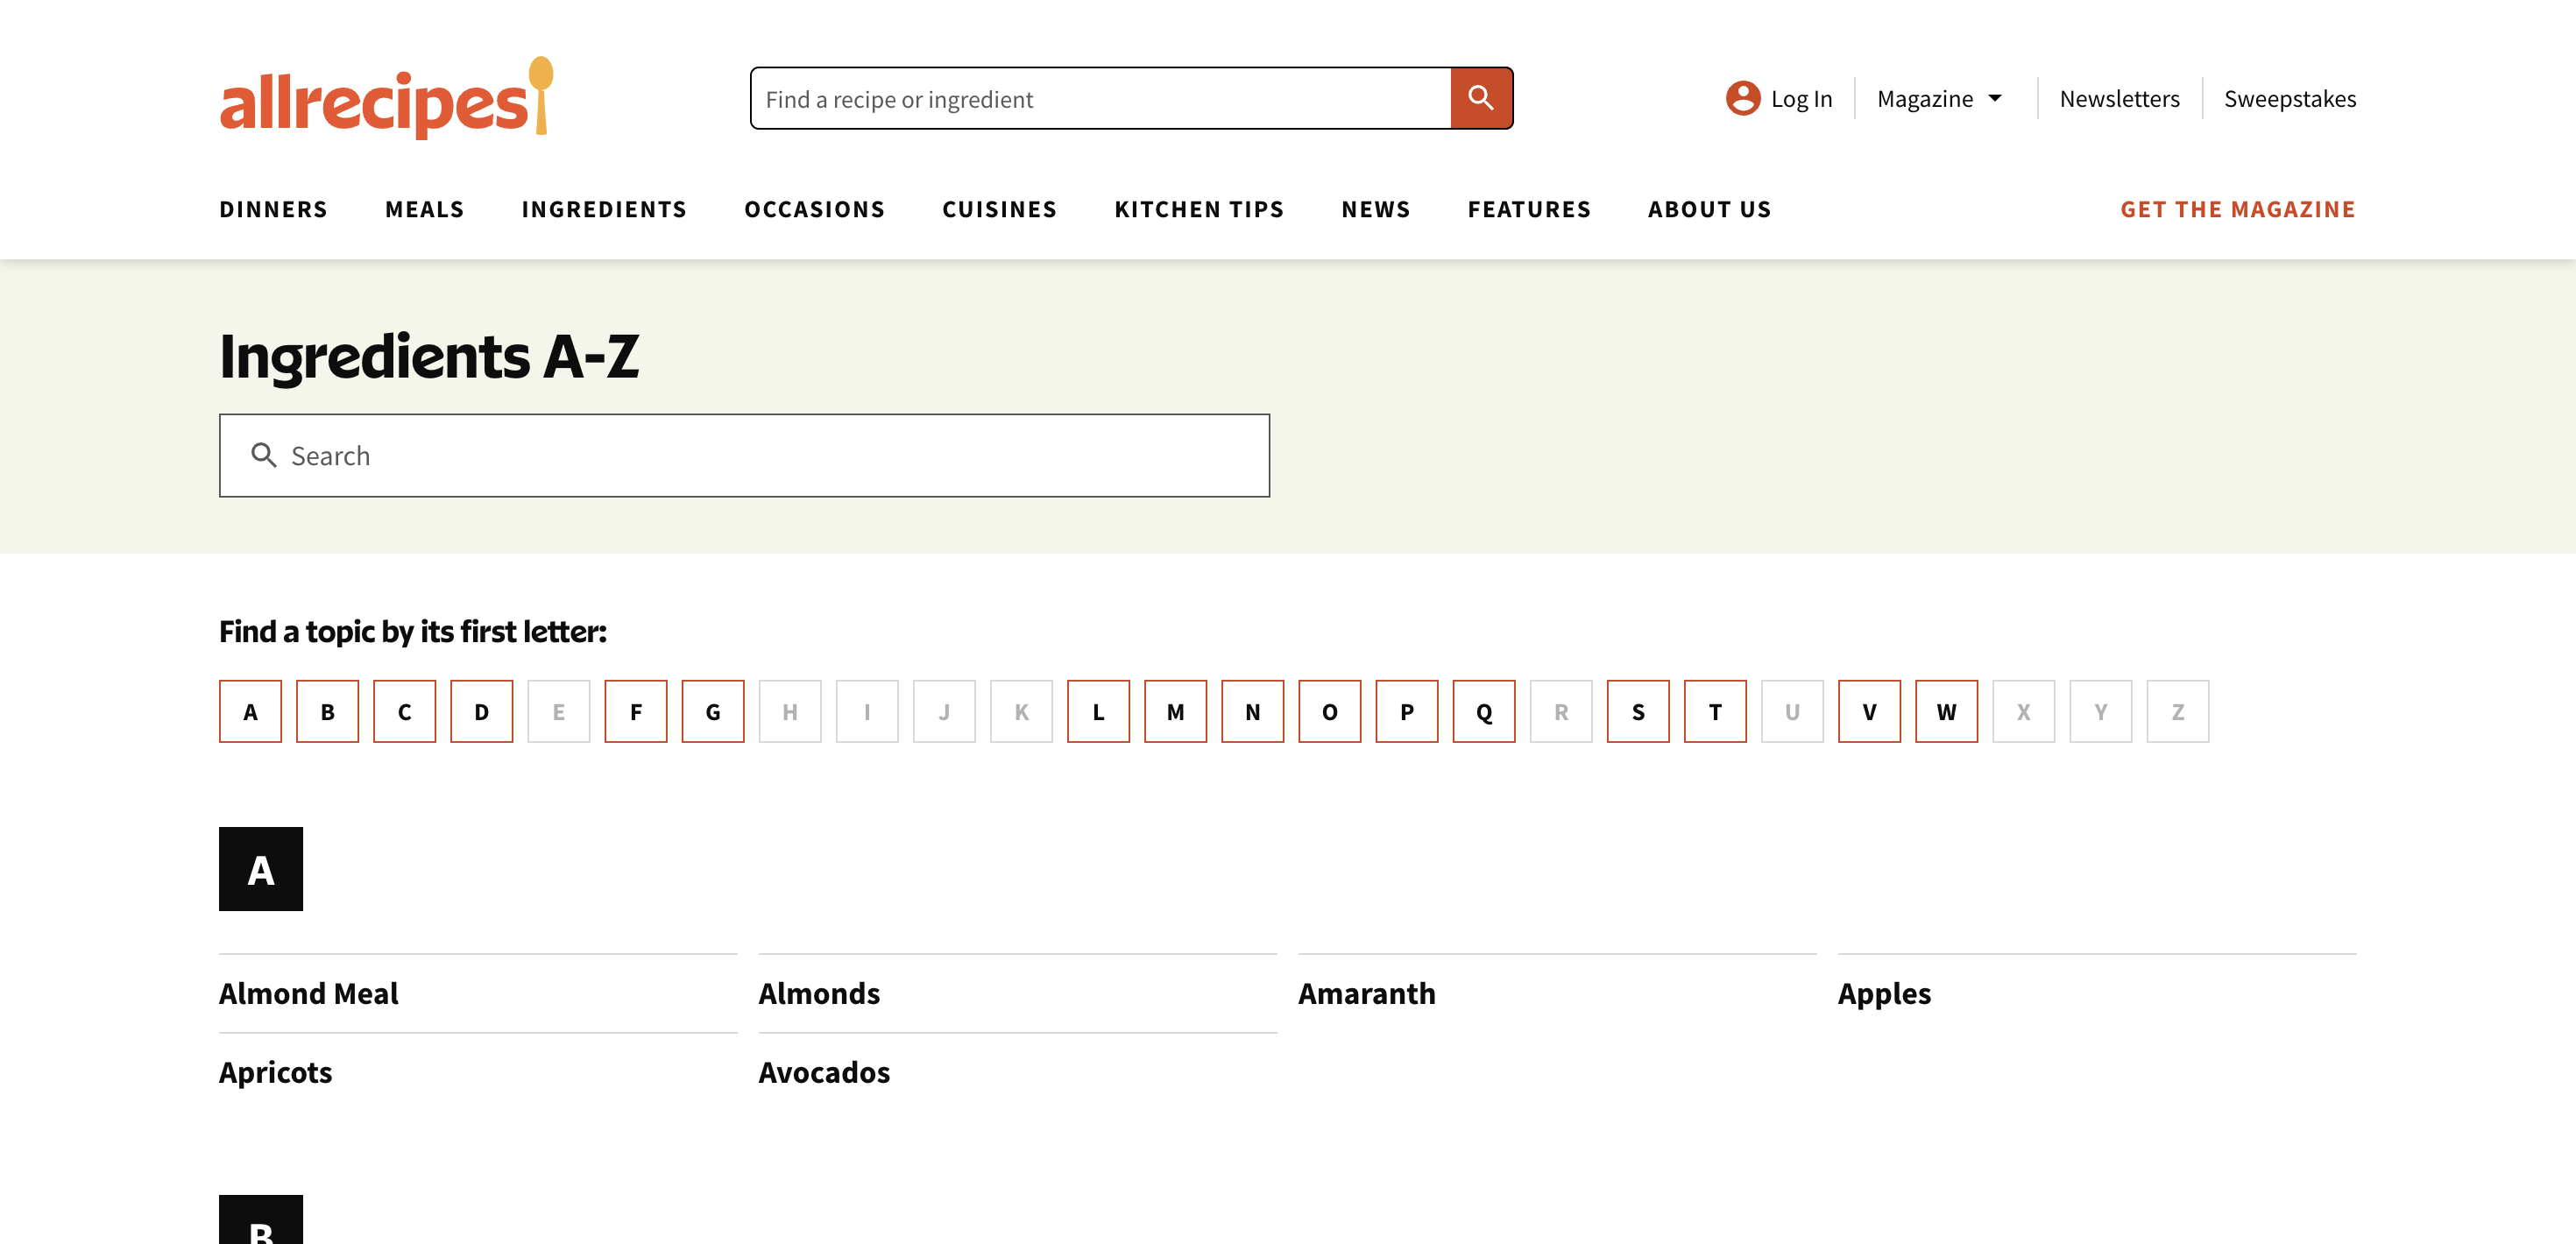 allrecipes
Find a recipe or ingredient
Log In
Magazine
Newsletters
Sweepstakes
DINNERS MEALS INGREDIENTS OCCASIONS CUISINES KITCHEN TIPS NEWS FEATURES ABOUT US GET THE MAGAZINE
Ingredients A-Z
Search
Find a topic by its first letter:
A B C D E F G H I J K L M N O P Q R S T U V W X Y Z
A
Almond Meal Almonds Amaranth Apples
Apricots Avocados
B